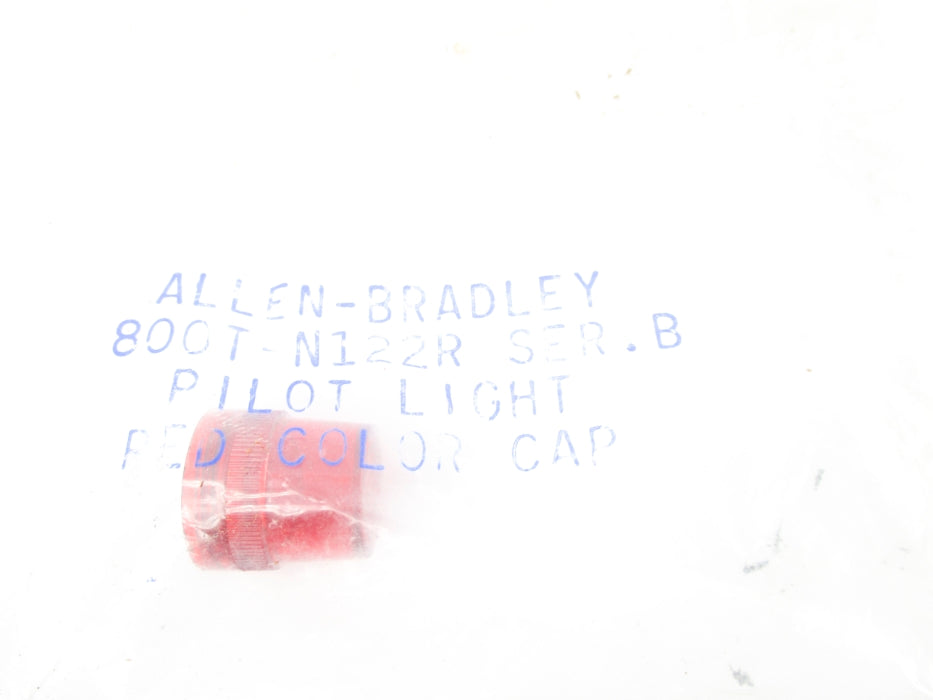 ALLEN-BRADLEY
800T-N122R SER.B
PILOT LIGHT
RED COLOR CAP